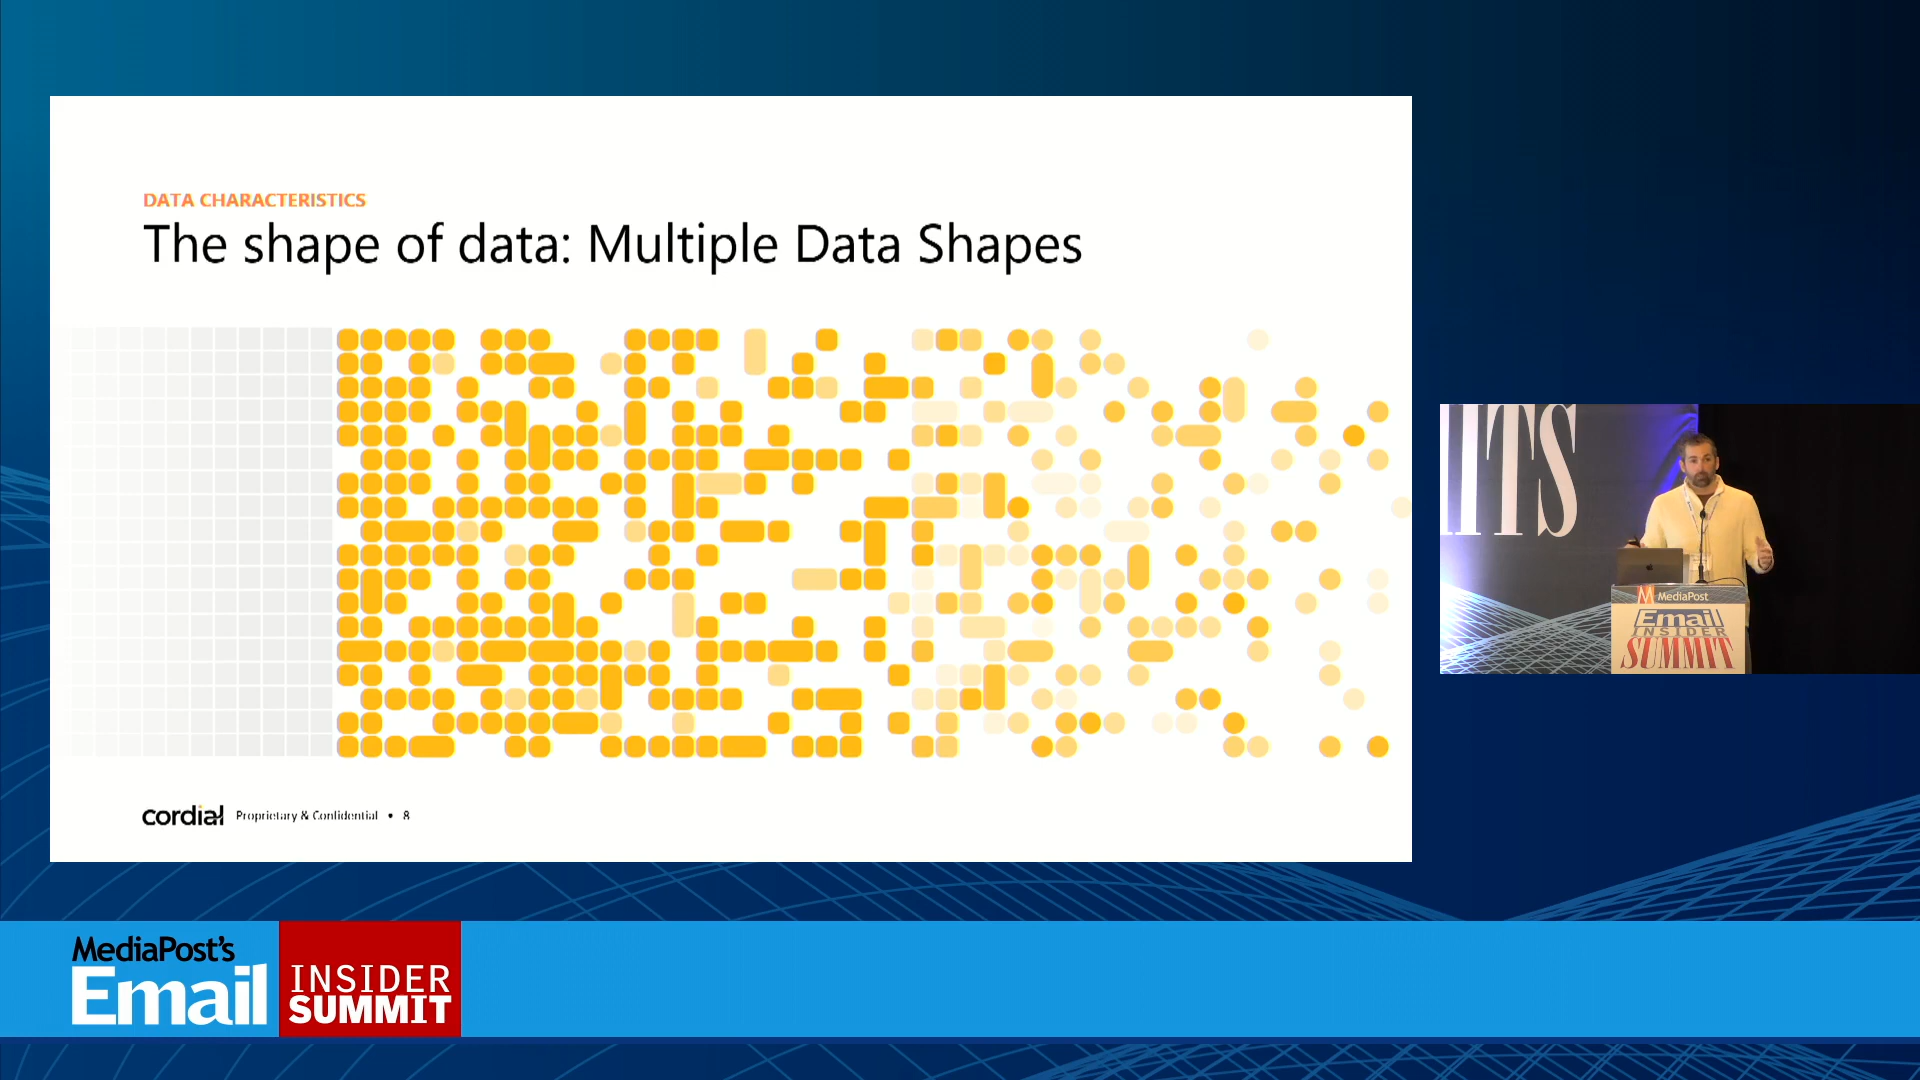 DATA CHARACTERISTICS
The shape of data: Multiple Data Shapes
cordial Proprietary & Confidential • 8
ITS
MediaPost
Email
INSIDER
SUMMIT
MediaPost's
Email
INSIDER
SUMMIT